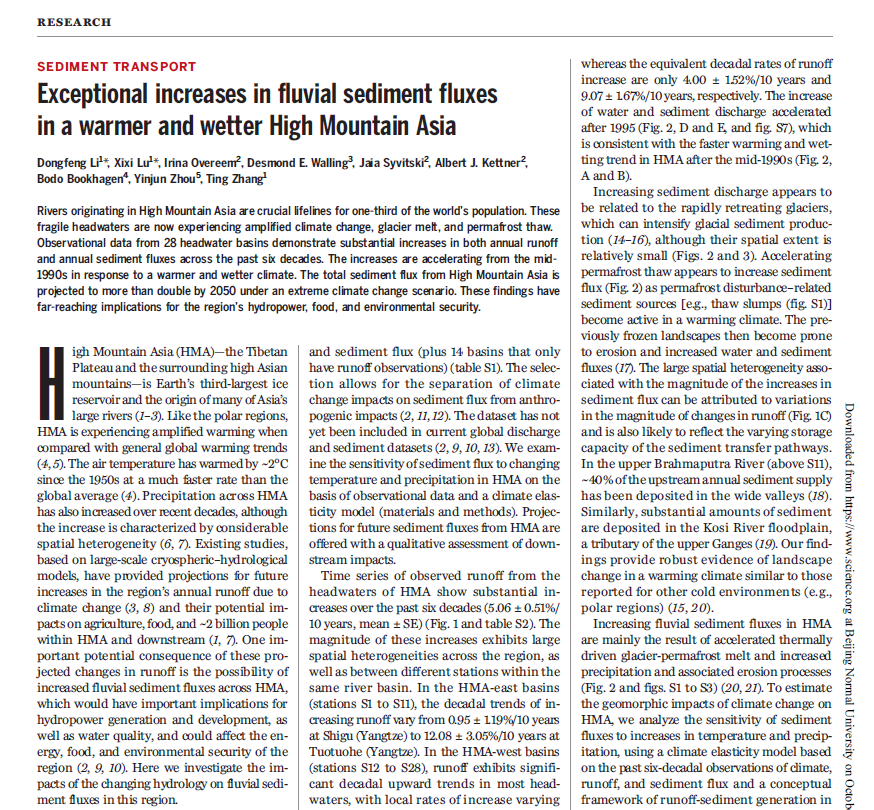 RESEARCH
SEDIMENT TRANSPORT
Exceptional increases in fluvial sediment fluxes
in a warmer and wetter High Mountain Asia
Dongfeng Li1*, Xixi Lu1*, Irina Overeem2, Desmond E. Walling3, Jaia Syvitski2, Albert J. Kettner2,
Bodo Bookhagen4, Yinjun Zhou5, Ting Zhang1
Rivers originating in High Mountain Asia are crucial lifelines for one-third of the world's population. These
fragile headwaters are now experiencing amplified climate change, glacier melt, and permafrost thaw.
Observational data from 28 headwater basins demonstrate substantial increases in both annual runoff
and annual sediment fluxes across the past six decades. The increases are accelerating from the mid-
1990s in response to a warmer and wetter climate. The total sediment flux from High Mountain Asia is
projected to more than double by 2050 under an extreme climate change scenario. These findings have
far-reaching implications for the region's hydropower, food, and environmental security.
High Mountain Asia (HMA)—the Tibetan
Plateau and the surrounding high Asian
mountains—is Earth's third-largest ice
reservoir and the origin of many of Asia's
large rivers (1–3). Like the polar regions,
HMA is experiencing amplified warming when
compared with general global warming trends
(4, 5). The air temperature has warmed by ~2°C
since the 1950s at a much faster rate than the
global average (4). Precipitation across HMA
has also increased over recent decades, although
the increase is characterized by considerable
spatial heterogeneity (6, 7). Existing studies,
based on large-scale cryospheric–hydrological
models, have provided projections for future
increases in the region's annual runoff due to
climate change (3, 8) and their potential im-
pacts on agriculture, food, and ~2 billion people
within HMA and downstream (1, 7). One im-
portant potential consequence of these pro-
jected changes in runoff is the possibility of
increased fluvial sediment fluxes across HMA,
which would have important implications for
hydropower generation and development, as
well as water quality, and could affect the en-
ergy, food, and environmental security of the
region (2, 9, 10). Here we investigate the im-
pacts of the changing hydrology on fluvial sedi-
ment fluxes in this region.
and sediment flux (plus 14 basins that only
have runoff observations) (table S1). The selec-
tion allows for the separation of climate
change impacts on sediment flux from anthro-
pogenic impacts (2, 11, 12). The dataset has not
yet been included in current global discharge
and sediment datasets (2, 9, 10, 13). We exam-
ine the sensitivity of sediment flux to changing
temperature and precipitation in HMA on the
basis of observational data and a climate elas-
ticity model (materials and methods). Projec-
tions for future sediment fluxes from HMA are
offered with a qualitative assessment of down-
stream impacts.
Time series of observed runoff from the
headwaters of HMA show substantial in-
creases over the past six decades (5.06 ± 0.51%/
10 years, mean ± SE) (Fig. 1 and table S2). The
magnitude of these increases exhibits large
spatial heterogeneities across the region, as
well as between different stations within the
same river basin. In the HMA-east basins
(stations S1 to S11), the decadal trends of in-
creasing runoff vary from 0.95 ± 1.19%/10 years
at Shigu (Yangtze) to 12.08 ± 3.05%/10 years at
Tuotuohe (Yangtze). In the HMA-west basins
(stations S12 to S28), runoff exhibits signifi-
cant decadal upward trends in most head-
waters, with local rates of increase varying
whereas the equivalent decadal rates of runoff
increase are only 4.00 ± 1.52%/10 years and
9.07 ± 1.67%/10 years, respectively. The increase
of water and sediment discharge accelerated
after 1995 (Fig. 2, D and E, and fig. S7), which
is consistent with the faster warming and wet-
ting trend in HMA after the mid-1990s (Fig. 2,
A and B).
Increasing sediment discharge appears to
be related to the rapidly retreating glaciers,
which can intensify glacial sediment produc-
tion (14–16), although their spatial extent is
relatively small (Figs. 2 and 3). Accelerating
permafrost thaw appears to increase sediment
flux (Fig. 2) as permafrost disturbance–related
sediment sources [e.g., thaw slumps (fig. S1)]
become active in a warming climate. The pre-
viously frozen landscapes then become prone
to erosion and increased water and sediment
fluxes (17). The large spatial heterogeneity asso-
ciated with the magnitude of the increases in
sediment flux can be attributed to variations
in the magnitude of changes in runoff (Fig. 1C)
and is also likely to reflect the varying storage
capacity of the sediment transfer pathways.
In the upper Brahmaputra River (above S11),
~40% of the upstream annual sediment supply
has been deposited in the wide valleys (18).
Similarly, substantial amounts of sediment
are deposited in the Kosi River floodplain,
a tributary of the upper Ganges (19). Our find-
ings provide robust evidence of landscape
change in a warming climate similar to those
reported for other cold environments (e.g.,
polar regions) (15, 20).
Increasing fluvial sediment fluxes in HMA
are mainly the result of accelerated thermally
driven glacier-permafrost melt and increased
precipitation and associated erosion processes
(Fig. 2 and figs. S1 to S3) (20, 21). To estimate
the geomorphic impacts of climate change on
HMA, we analyze the sensitivity of sediment
fluxes to increases in temperature and precip-
itation, using a climate elasticity model based
on the past six-decadal observations of climate,
runoff, and sediment flux and a conceptual
framework of runoff-sediment generation in
Downloaded from https://www.science.org at Beijing Normal University on Octob